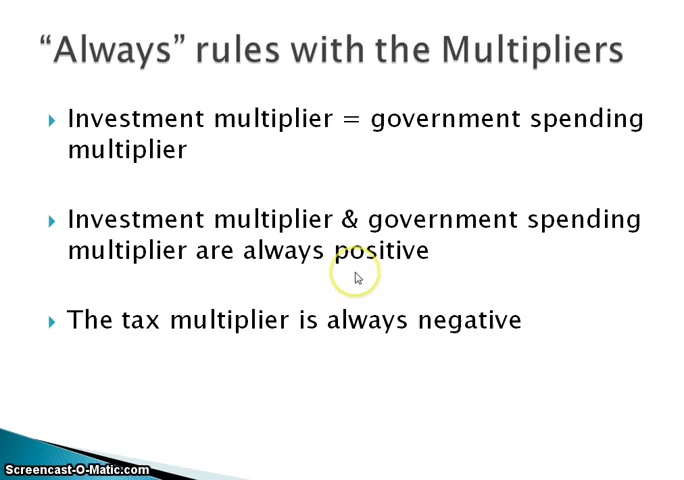 “Always” rules with the Multipliers
Investment multiplier = government spending
multiplier
Investment multiplier & government spending
multiplier are always positive
The tax multiplier is always negative
Screencast-O-Matic.com